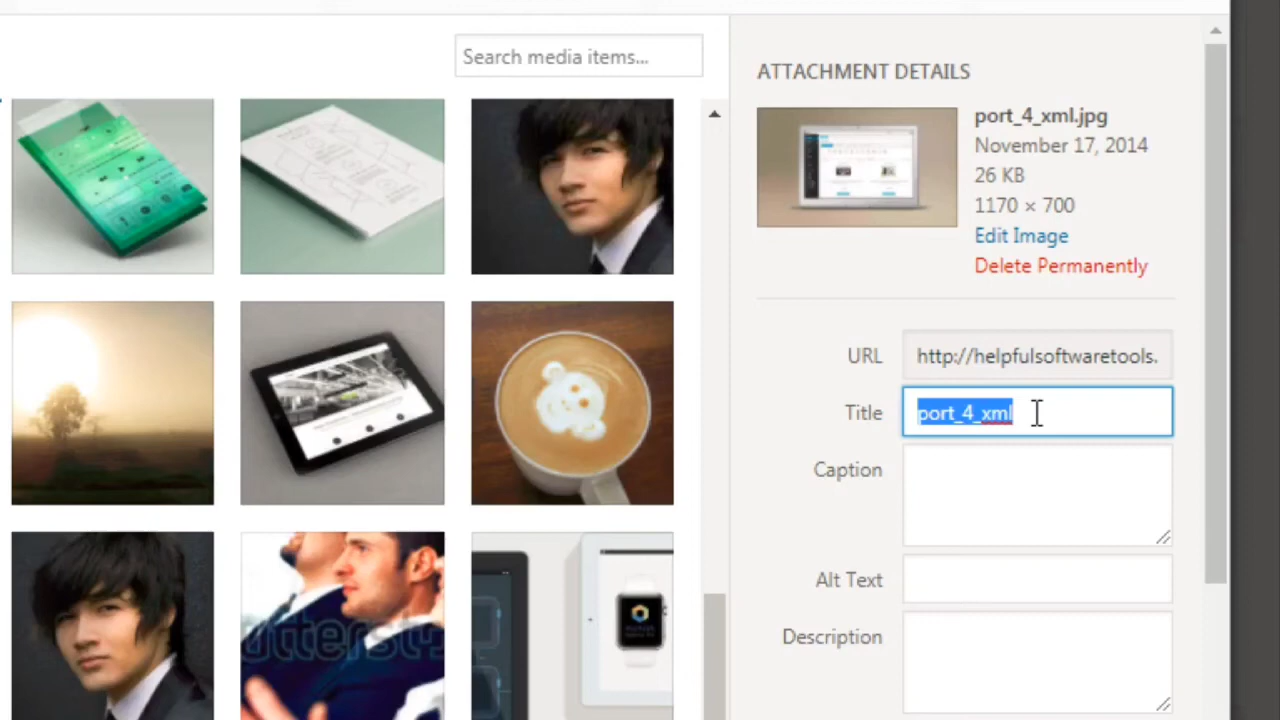 Search media items...
ATTACHMENT DETAILS
port_4_xml.jpg
November 17, 2014
26 KB
1170 × 700
Edit Image
Delete Permanently
URL
http://helpfulsoftwaretools.
Title
port_4_xml
Caption
Alt Text
Description